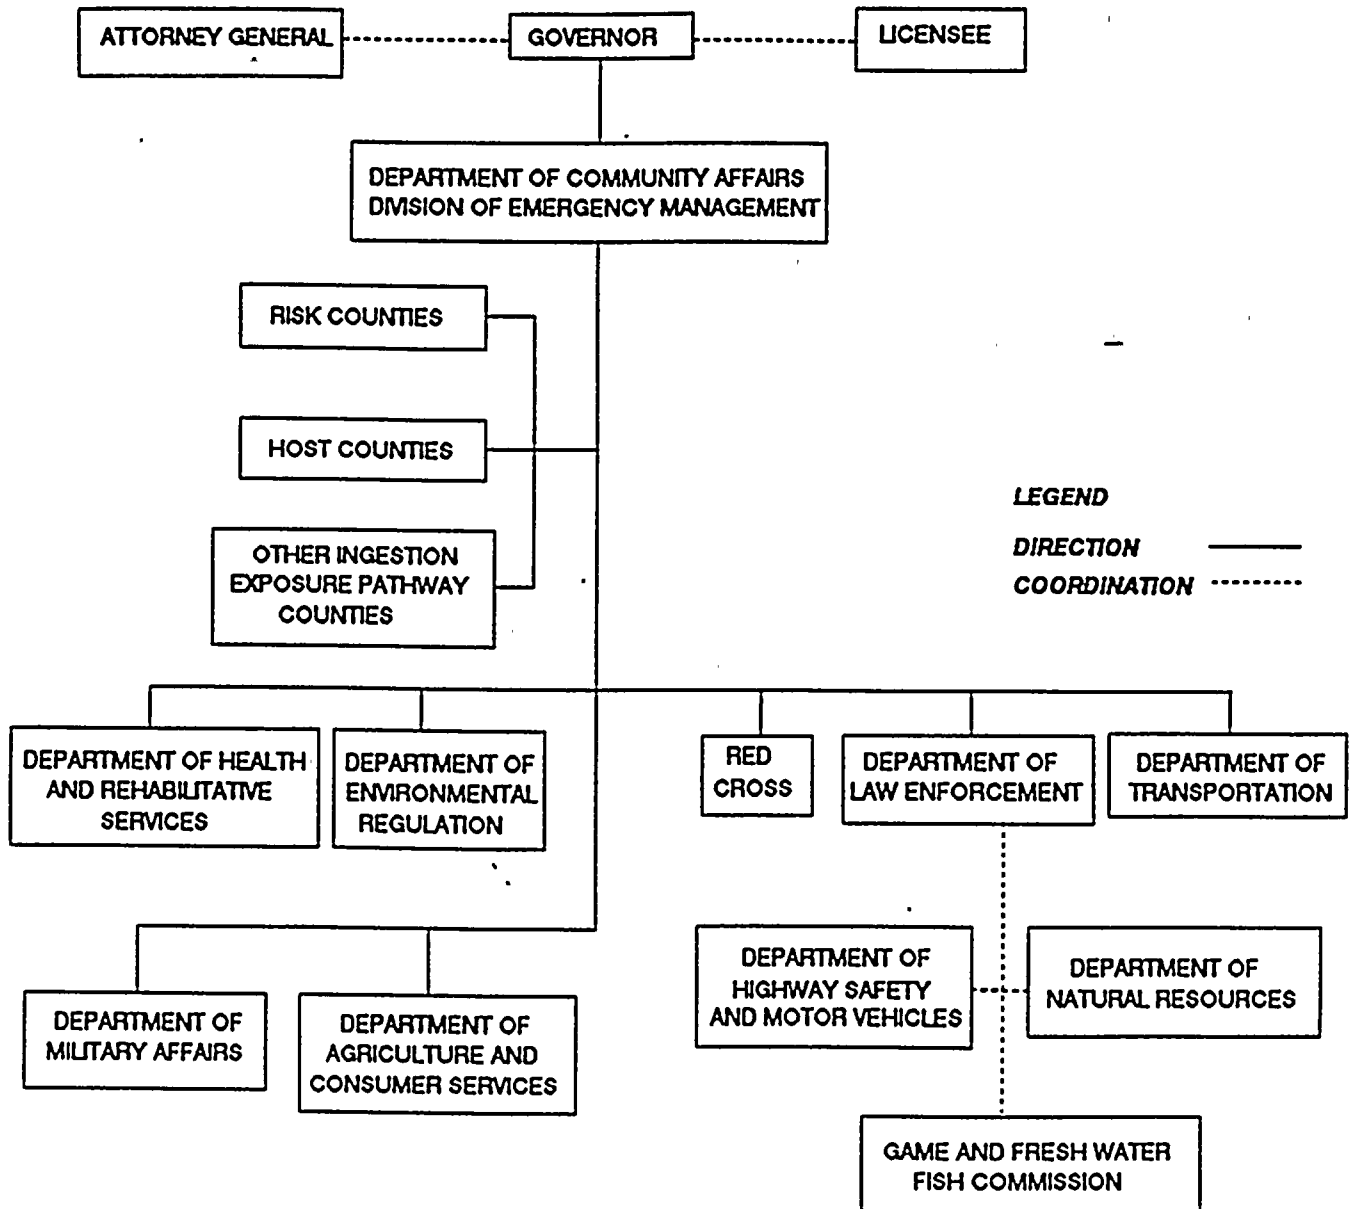 ATTORNEY GENERAL
GOVERNOR
LICENSEE
DEPARTMENT OF COMMUNITY AFFAIRS
DIVISION OF EMERGENCY MANAGEMENT
RISK COUNTIES
HOST COUNTIES
OTHER INGESTION
EXPOSURE PATHWAY
COUNTIES
LEGEND
DIRECTION
COORDINATION
DEPARTMENT OF HEALTH
AND REHABILITATIVE
SERVICES
DEPARTMENT OF
ENVIRONMENTAL
REGULATION
RED
CROSS
DEPARTMENT OF
LAW ENFORCEMENT
DEPARTMENT OF
TRANSPORTATION
DEPARTMENT OF
MILITARY AFFAIRS
DEPARTMENT OF
AGRICULTURE AND
CONSUMER SERVICES
DEPARTMENT OF
HIGHWAY SAFETY
AND MOTOR VEHICLES
DEPARTMENT OF
NATURAL RESOURCES
GAME AND FRESH WATER
FISH COMMISSION